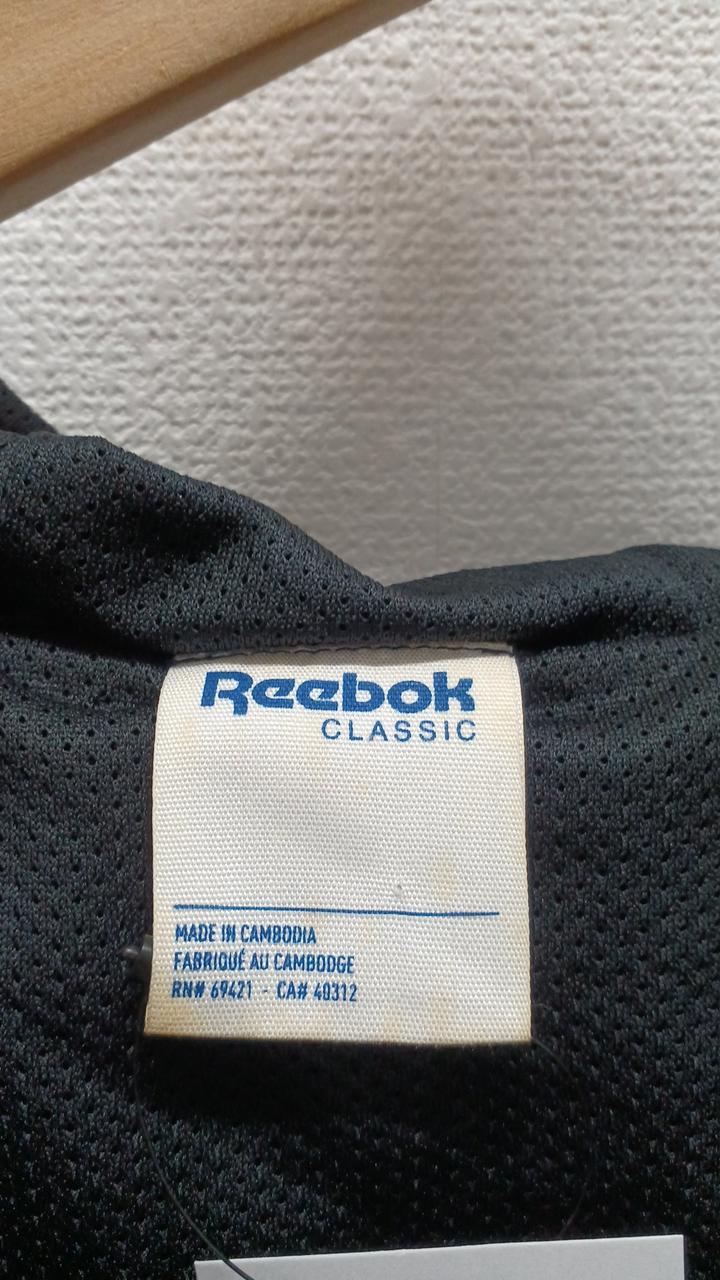 Reebok
CLASSIC
MADE IN CAMBODIA
FABRIQUÉ AU CAMBODGE
RN# 69421 - CA# 40312